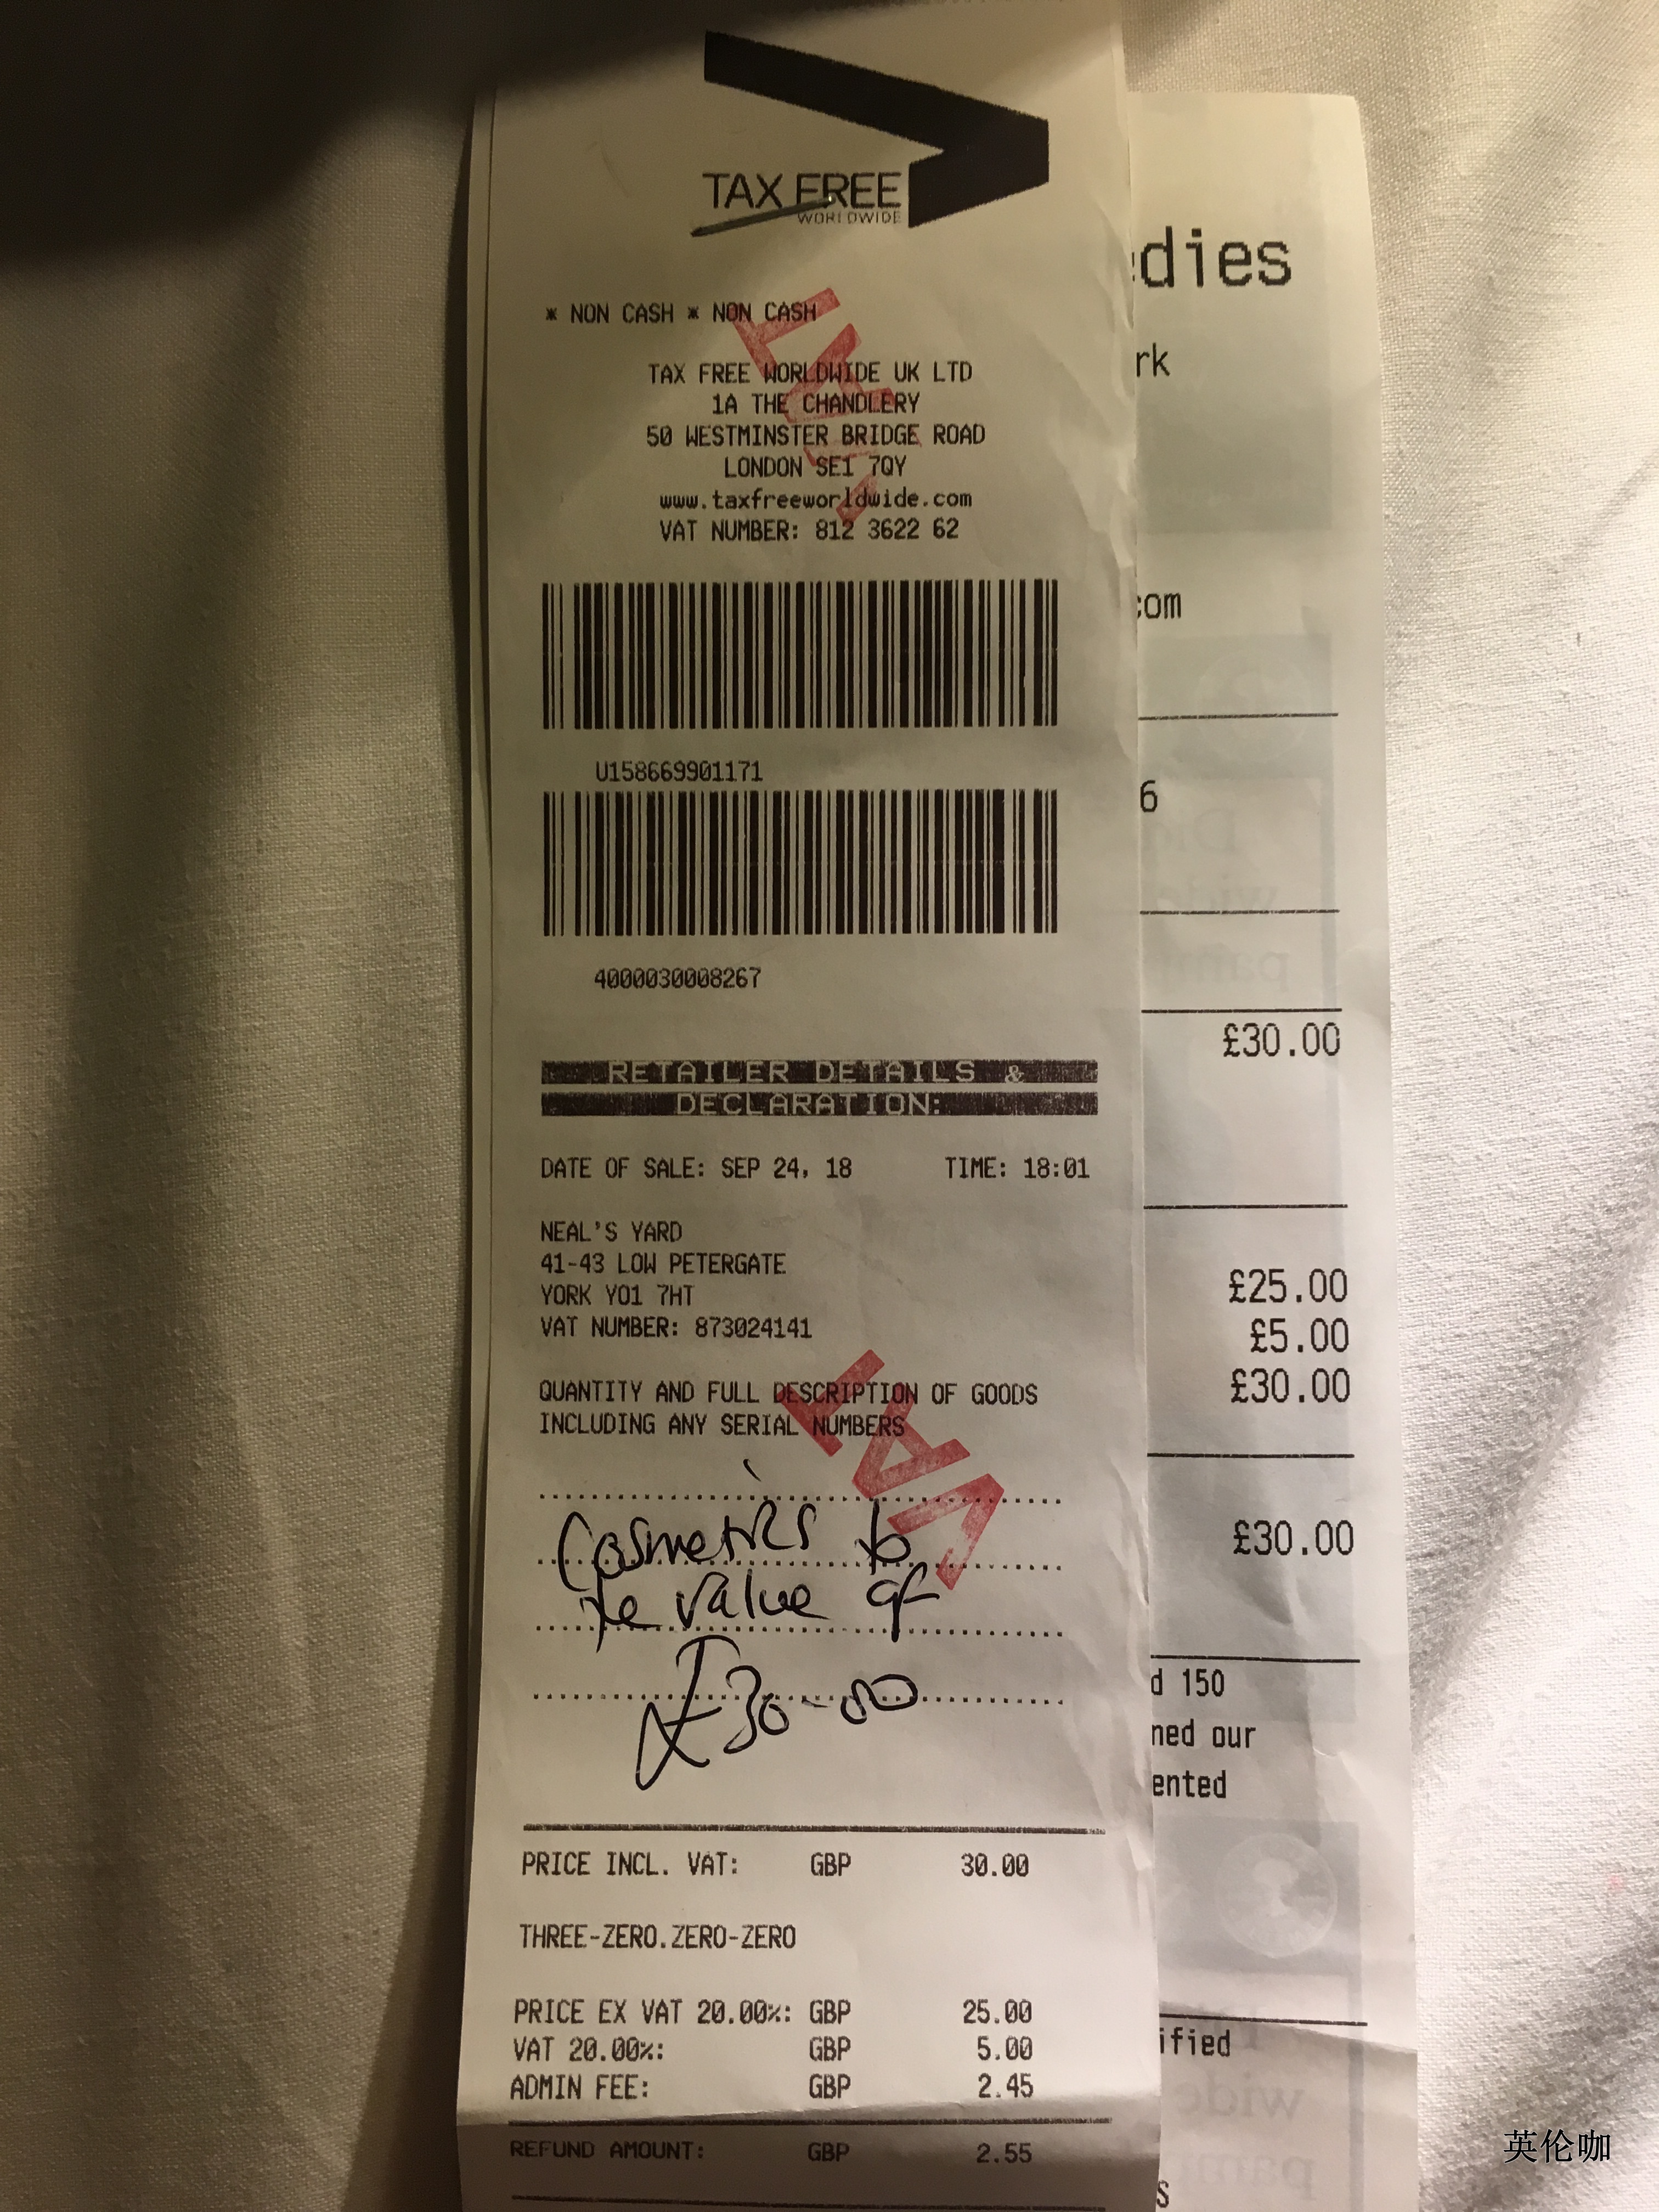 TAX FREE
WORLDWIDE
* NON CASH * NON CASH
TAX FREE WORLDWIDE UK LTD
1A THE CHANDLERY
50 WESTMINSTER BRIDGE ROAD
LONDON SE1 7QY
www.taxfreeworldwide.com
VAT NUMBER: 812 3622 62
U158669901171
4000030008267
RETAILER DETAILS &
DECLARATION:
DATE OF SALE: SEP 24, 18 TIME: 18:01
NEAL'S YARD
41-43 LOW PETERGATE
YORK YO1 7HT
VAT NUMBER: 873024141
QUANTITY AND FULL DESCRIPTION OF GOODS
INCLUDING ANY SERIAL NUMBERS
VAT
Cosmetics to
the value of
£30-00
PRICE INCL. VAT: GBP 30.00
THREE-ZERO.ZERO-ZERO
PRICE EX VAT 20.00%: GBP 25.00
VAT 20.00%: GBP 5.00
ADMIN FEE: GBP 2.45
REFUND AMOUNT: GBP 2.55
dies
rk
com
6
£30.00
£25.00
£5.00
£30.00
£30.00
d 150
ned our
ented
ified
s
英伦咖